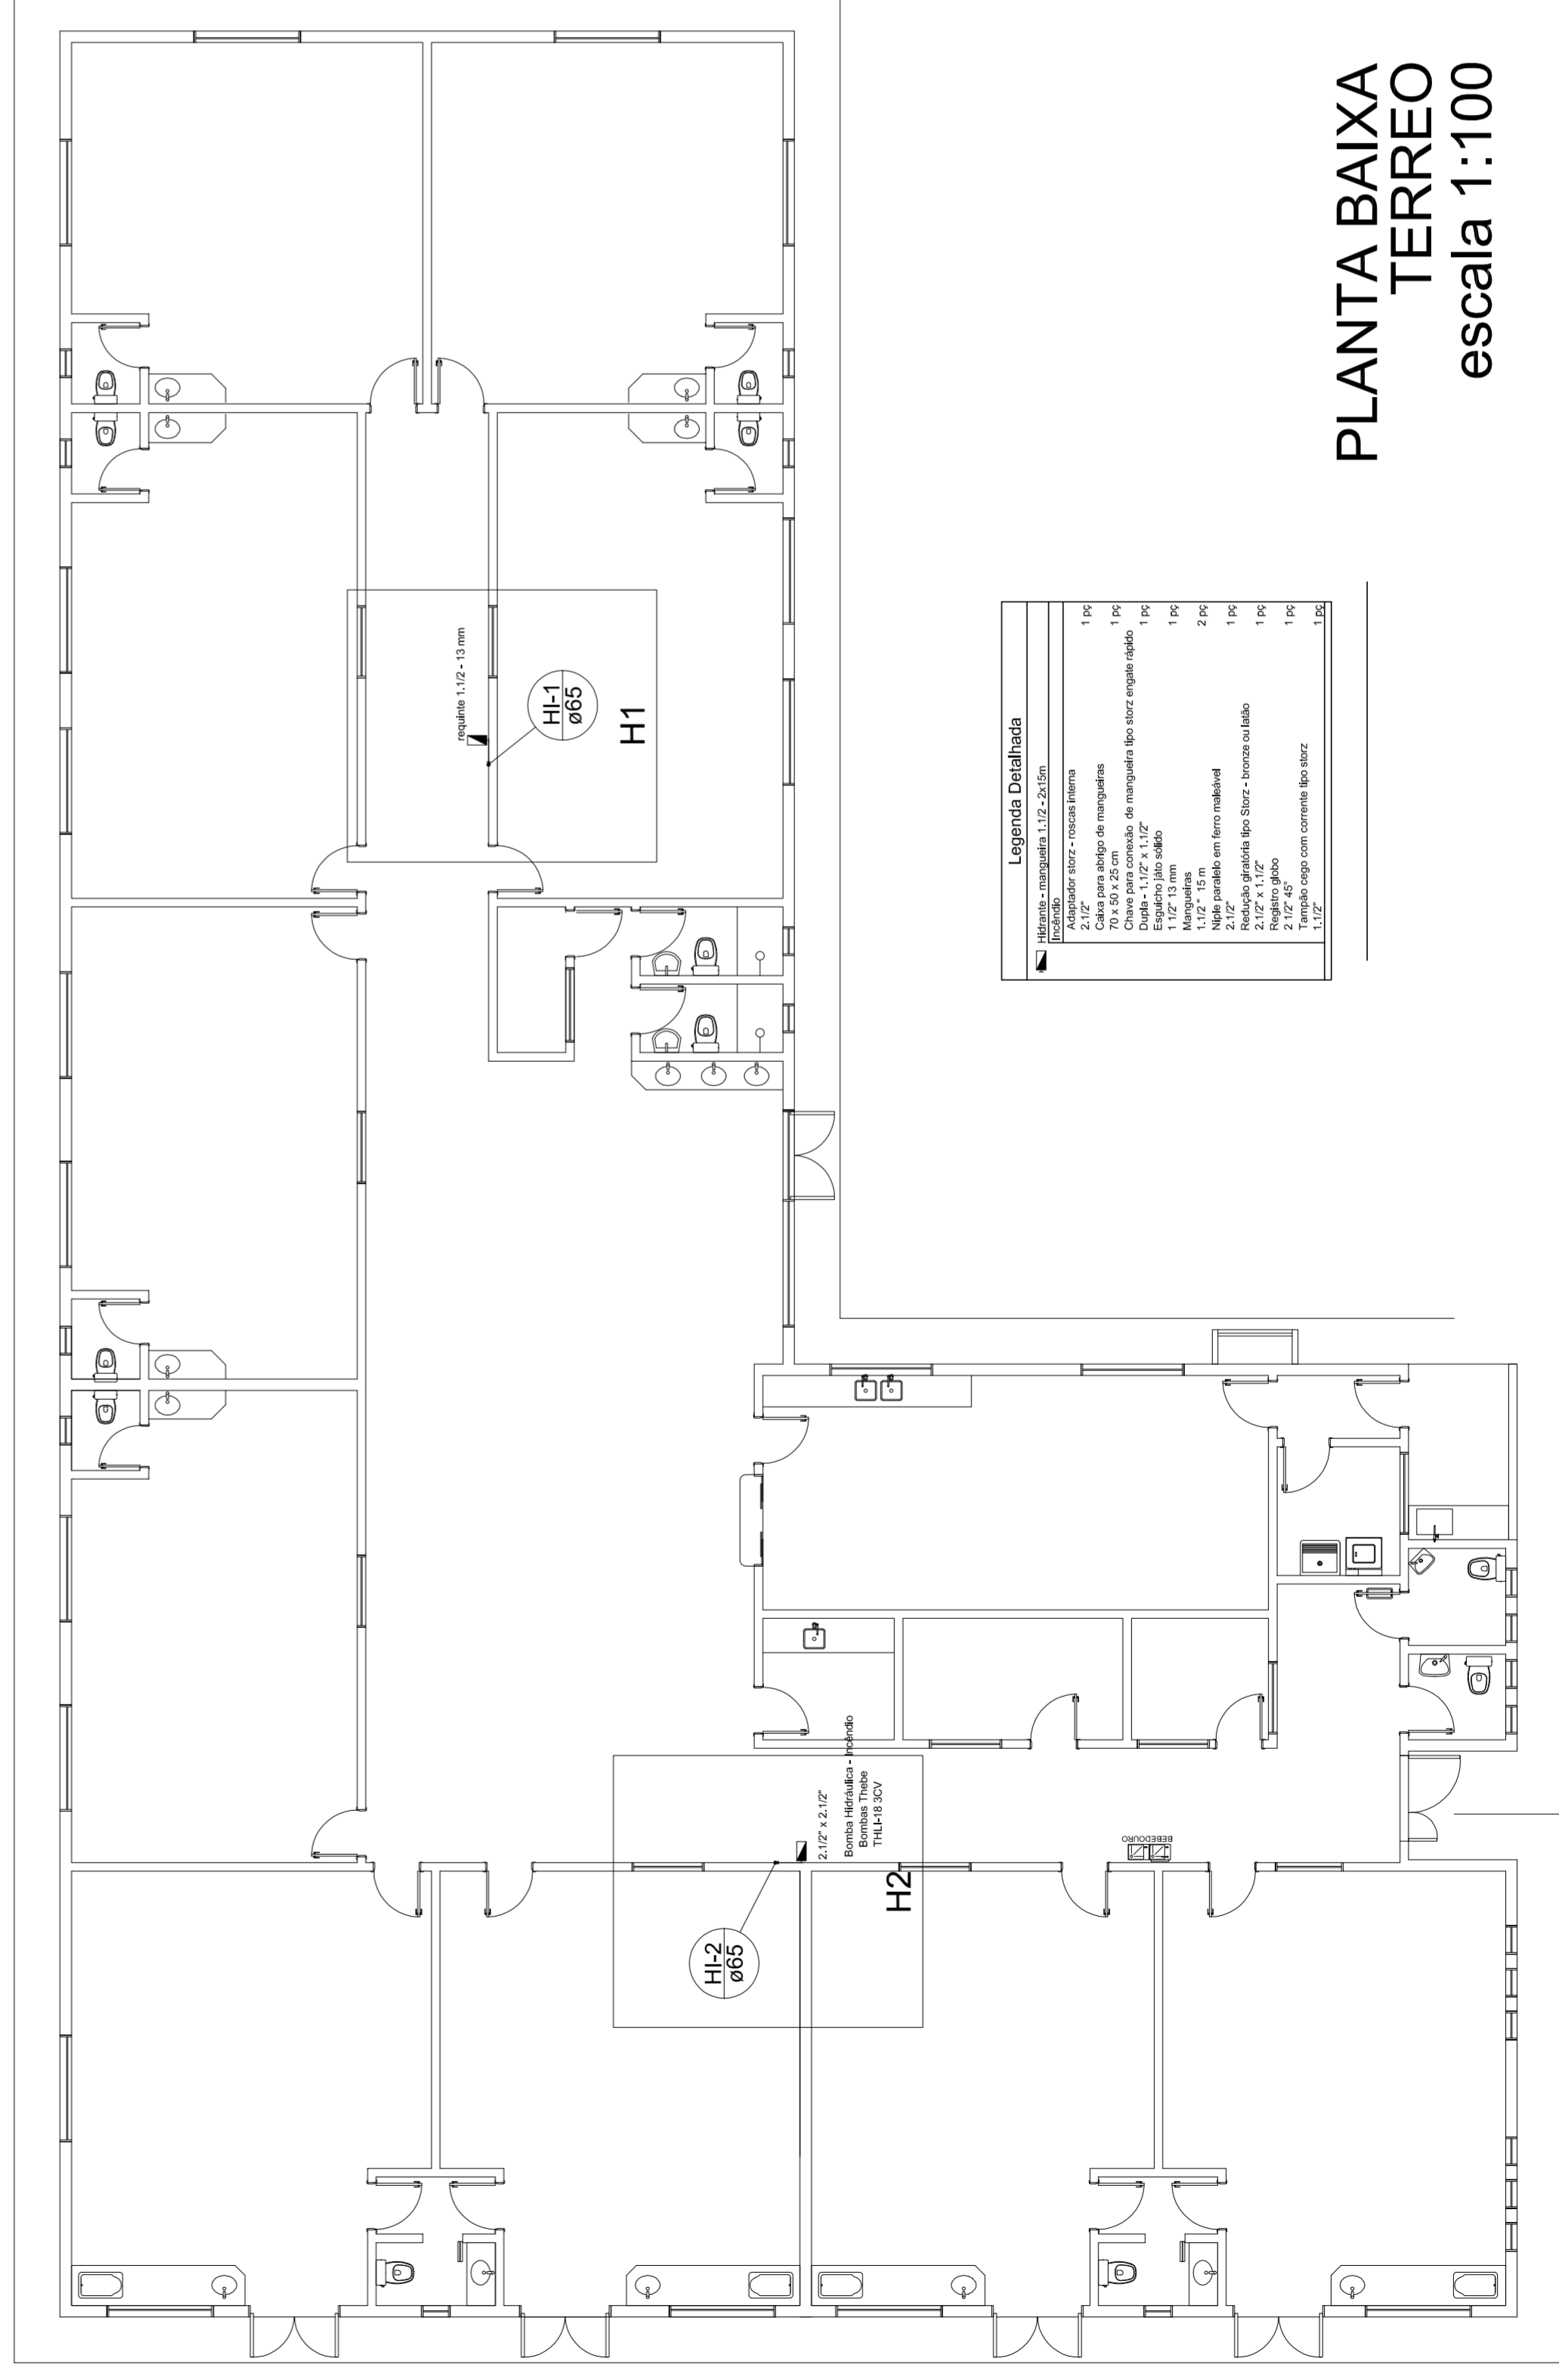 PLANTA BAIXA
TERREO
escala 1:100
requinte 1.1/2 - 13 mm
HI-1
ø65
H1
Legenda Detalhada
Hidrante - mangueira 1.1/2 - 2x15m
Incêndio
Adaptador storz - roscas interna
2.1/2" 1 pç
Caixa para abrigo de mangueiras
70 x 50 x 25 cm 1 pç
Chave para conexão de mangueira tipo storz engate rápido
Dupla - 1.1/2" x 1.1/2" 1 pç
Esguicho játo sólido
1 1/2" 13 mm 1 pç
Mangueiras
1.1/2 " 15 m 2 pç
Niple paralelo em ferro maleável
2.1/2" 1 pç
Redução giratória tipo Storz - bronze ou latão
2.1/2" x 1.1/2" 1 pç
Registro globo
2 1/2" 45° 1 pç
Tampão cego com corrente tipo storz
1.1/2" 1 pç
2.1/2" x 2.1/2"
Bomba Hidráulica - Incêndio
Bombas Thebe
THLI-18 3CV
H2
HI-2
ø65
BEBEDOURO